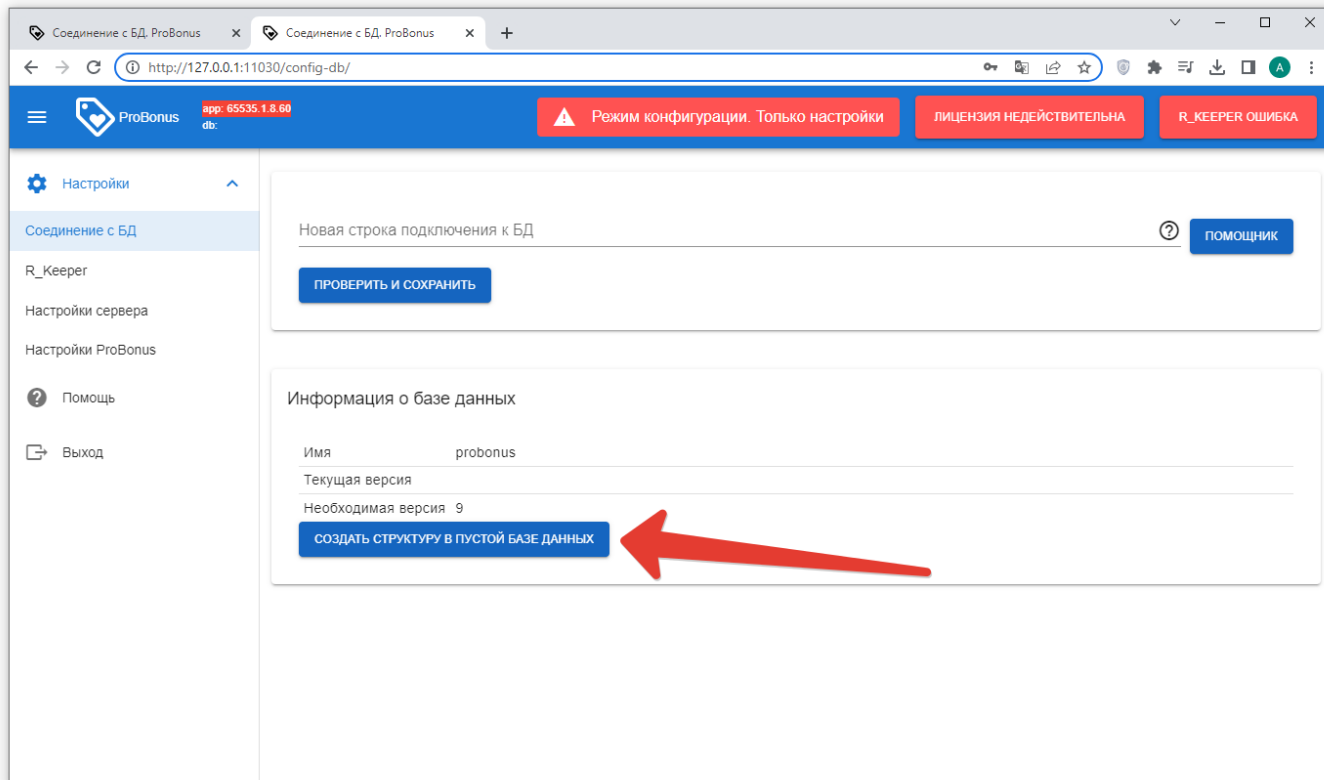 Соединение с БД. ProBonus
Соединение с БД. ProBonus
http://127.0.0.1:11030/config-db/
A
ProBonus
app: 65535.1.8.60
db:
Режим конфигурации. Только настройки
ЛИЦЕНЗИЯ НЕДЕЙСТВИТЕЛЬНА
R_KEEPER ОШИБКА
Настройки
Соединение с БД
R_Keeper
Настройки сервера
Настройки ProBonus
Помощь
Выход
Новая строка подключения к БД
ПОМОЩНИК
ПРОВЕРИТЬ И СОХРАНИТЬ
Информация о базе данных
Имя probonus
Текущая версия
Необходимая версия 9
СОЗДАТЬ СТРУКТУРУ В ПУСТОЙ БАЗЕ ДАННЫХ